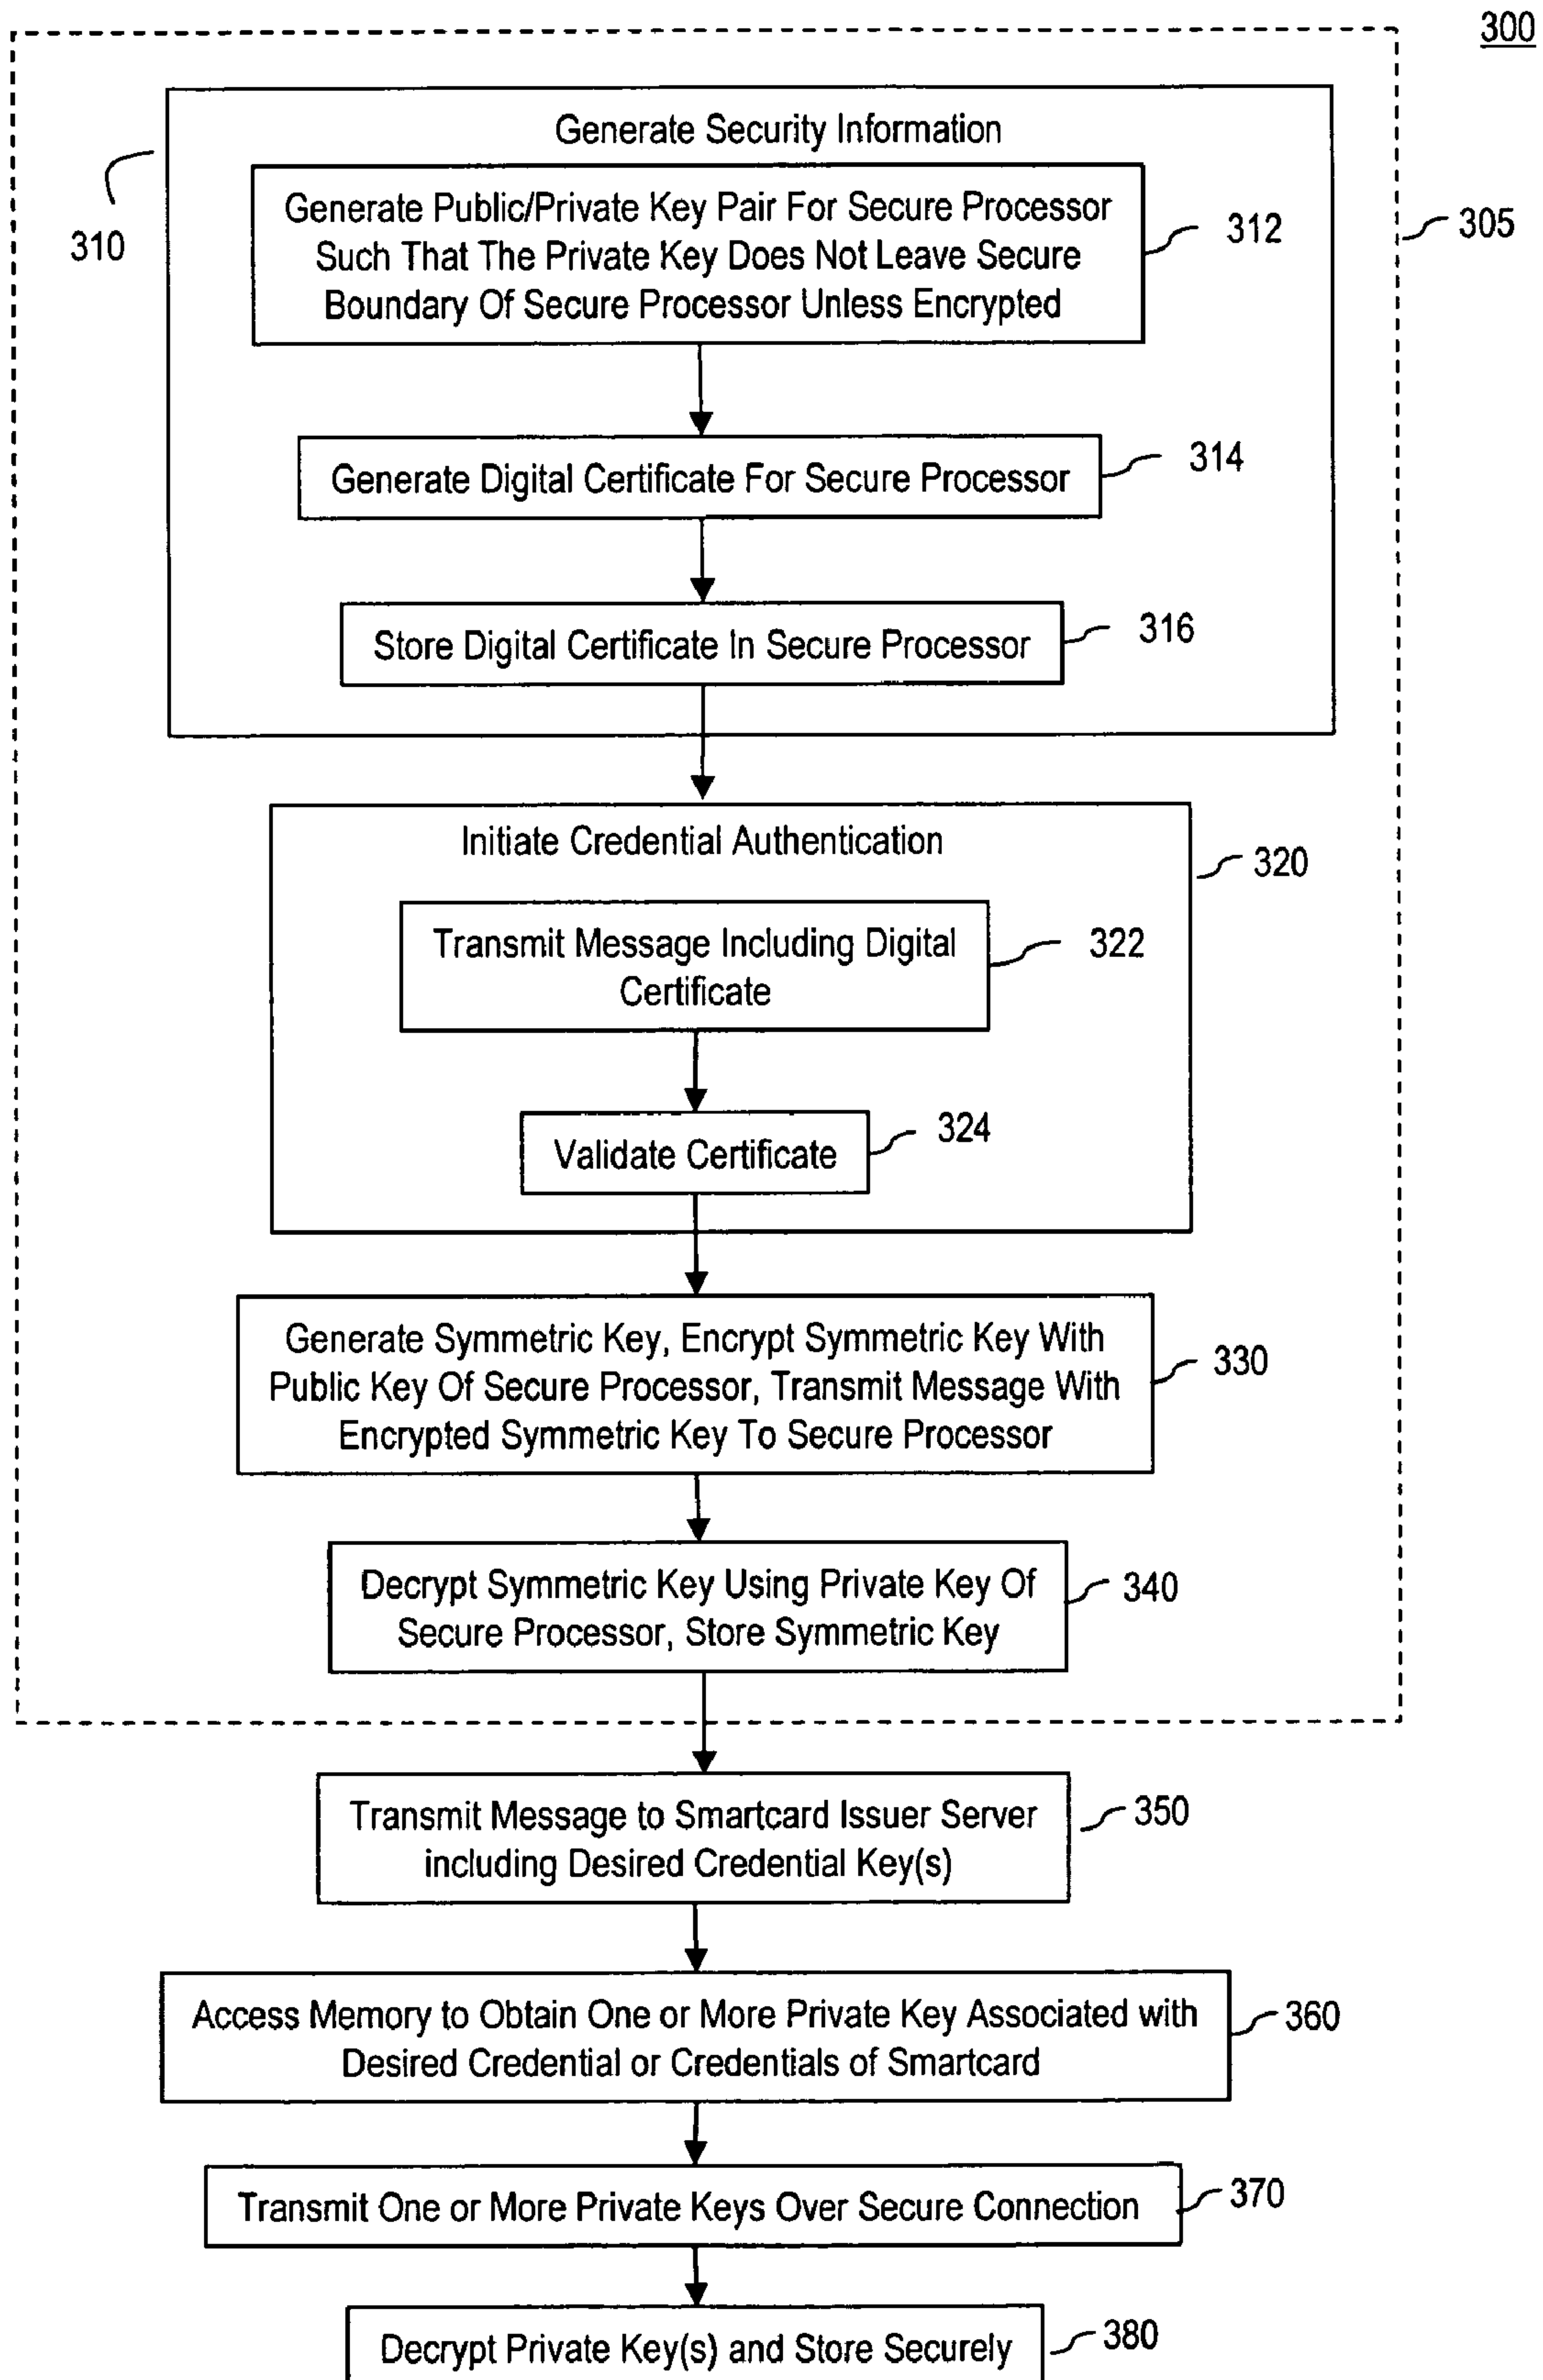 300
Generate Security Information
310
Generate Public/Private Key Pair For Secure Processor
Such That The Private Key Does Not Leave Secure
Boundary Of Secure Processor Unless Encrypted
312
305
Generate Digital Certificate For Secure Processor
314
Store Digital Certificate In Secure Processor
316
Initiate Credential Authentication
320
Transmit Message Including Digital
Certificate
322
Validate Certificate
324
Generate Symmetric Key, Encrypt Symmetric Key With
Public Key Of Secure Processor, Transmit Message With
Encrypted Symmetric Key To Secure Processor
330
Decrypt Symmetric Key Using Private Key Of
Secure Processor, Store Symmetric Key
340
Transmit Message to Smartcard Issuer Server
including Desired Credential Key(s)
350
Access Memory to Obtain One or More Private Key Associated with
Desired Credential or Credentials of Smartcard
360
Transmit One or More Private Keys Over Secure Connection
370
Decrypt Private Key(s) and Store Securely
380